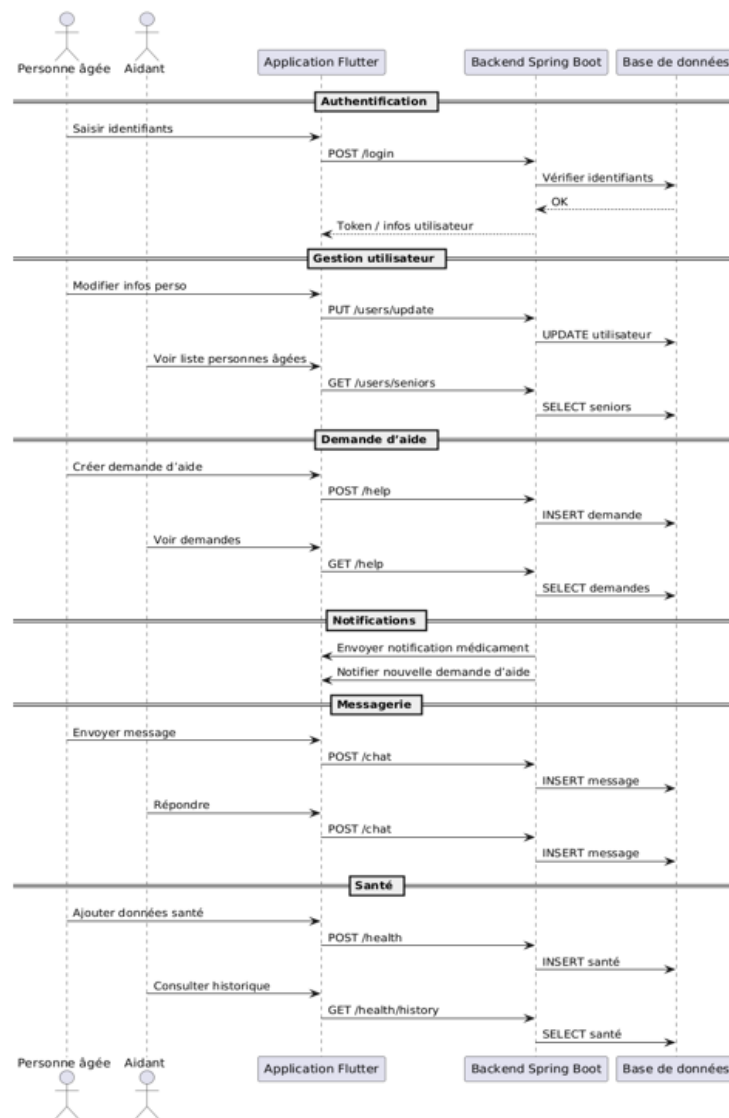 Personne âgée
Aidant
Application Flutter
Backend Spring Boot
Base de données
Authentification
Saisir identifiants
POST /login
Vérifier identifiants
OK
Token / infos utilisateur
Gestion utilisateur
Modifier infos perso
PUT /users/update
UPDATE utilisateur
Voir liste personnes âgées
GET /users/seniors
SELECT seniors
Demande d'aide
Créer demande d'aide
POST /help
INSERT demande
Voir demandes
GET /help
SELECT demandes
Notifications
Envoyer notification médicament
Notifier nouvelle demande d'aide
Messagerie
Envoyer message
POST /chat
INSERT message
Répondre
POST /chat
INSERT message
Santé
Ajouter données santé
POST /health
INSERT santé
Consulter historique
GET /health/history
SELECT santé
Personne âgée
Aidant
Application Flutter
Backend Spring Boot
Base de données